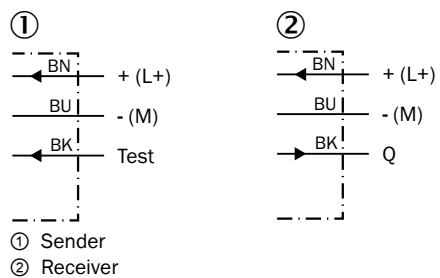 ① ②
BN + (L+) BN + (L+)
BU - (M) BU - (M)
BK Test BK Q
① Sender
② Receiver